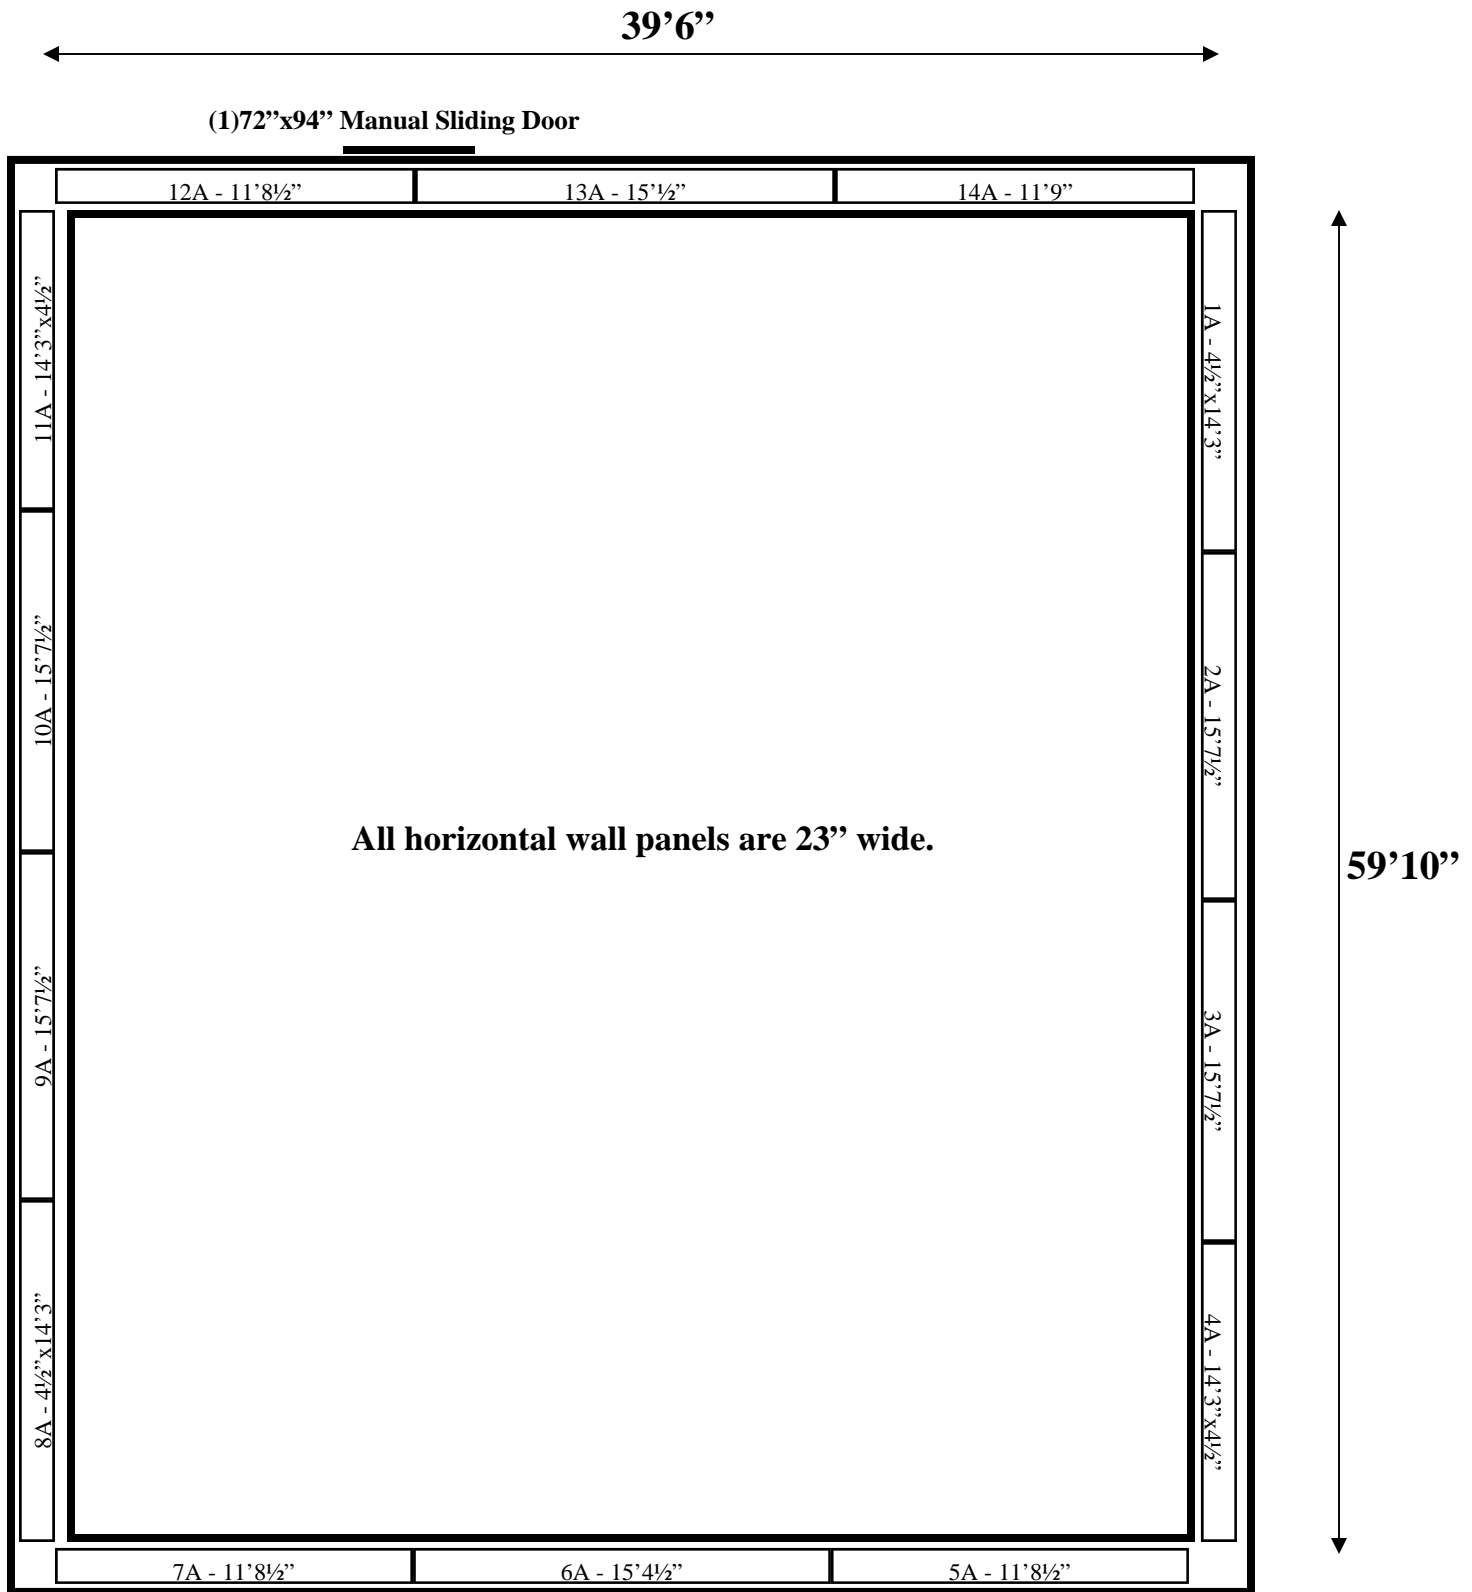 39’6”
(1)72”x94” Manual Sliding Door
12A - 11’8½”
13A - 15’½”
14A - 11’9”
11A - 14’3”x4½”
1A - 4½”x14’3”
10A - 15’7½”
2A - 15’7½”
All horizontal wall panels are 23” wide.
59’10”
9A - 15’7½”
3A - 15’7½”
8A - 4½”x14’3”
4A - 14’3”x4½”
7A - 11’8½”
6A - 15’4½”
5A - 11’8½”